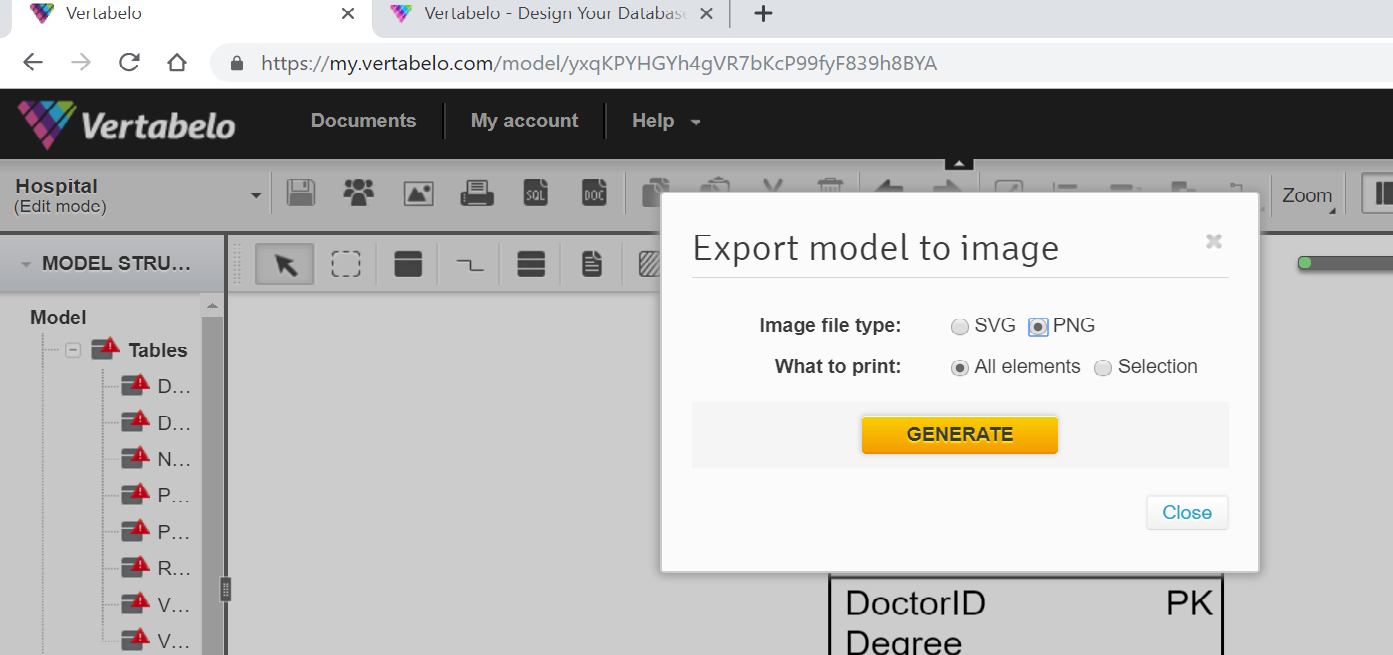 Vertabelo
Vertabelo - Design Your Database
https://my.vertabelo.com/model/yxqKPYHGYh4gVR7bKcP99fyF839h8BYA
Vertabelo Documents My account Help
Hospital
(Edit mode)
SQL DOC Zoom
MODEL STRU...
Export model to image
Image file type: SVG PNG
What to print: All elements Selection
GENERATE
Close
Model
Tables
D...
D...
N...
P...
P...
R...
V...
V...
DoctorID PK
Degree